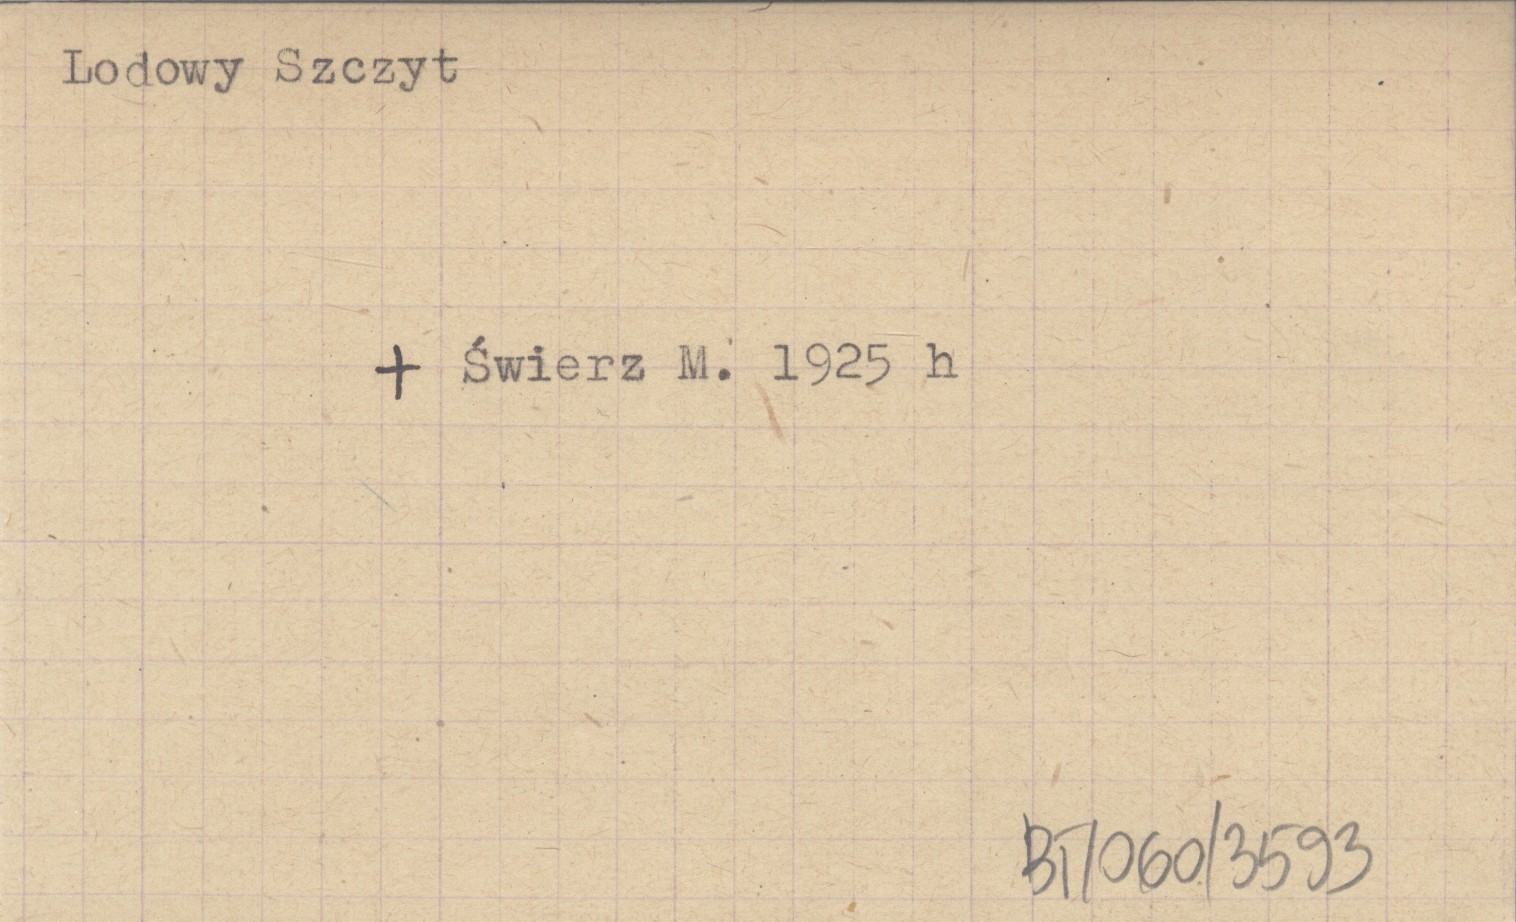 Lodowy Szczyt
+ Świerz M. 1925 h
BT/060/3593